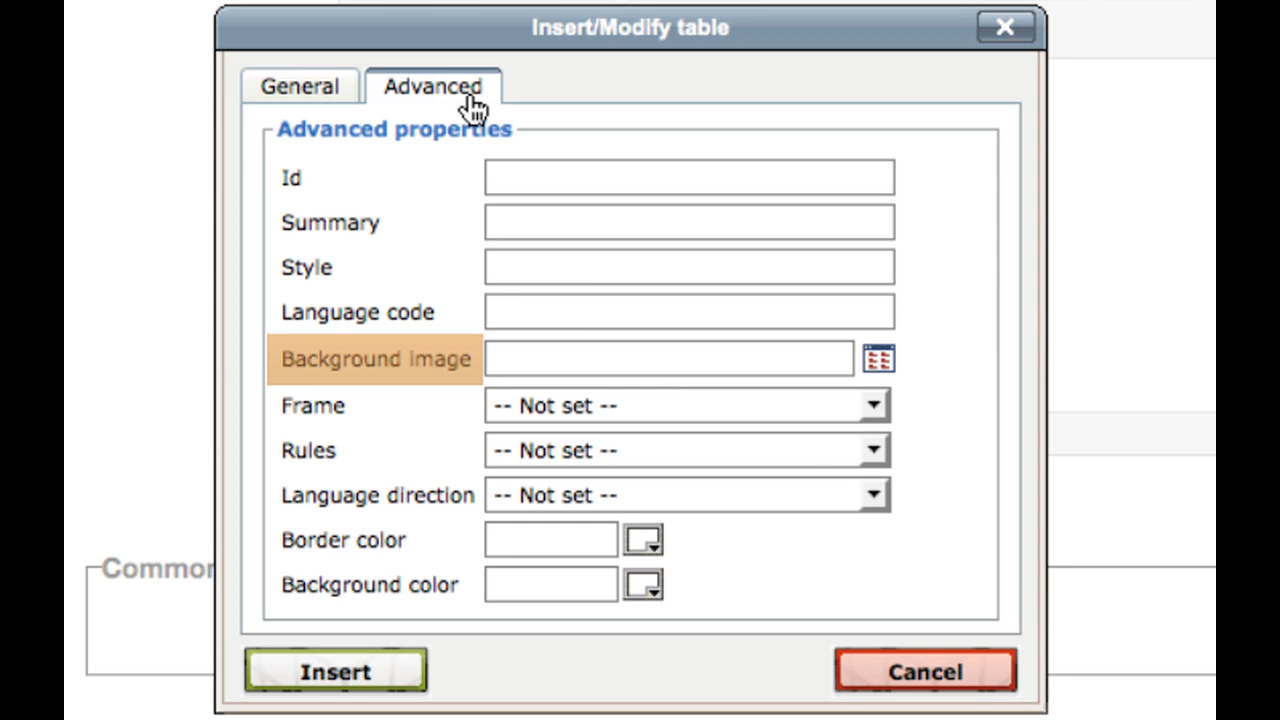 Insert/Modify table
General
Advanced
Advanced properties
Id
Summary
Style
Language code
Background image
Frame
-- Not set --
Rules
-- Not set --
Language direction
-- Not set --
Border color
Background color
Common
Insert
Cancel